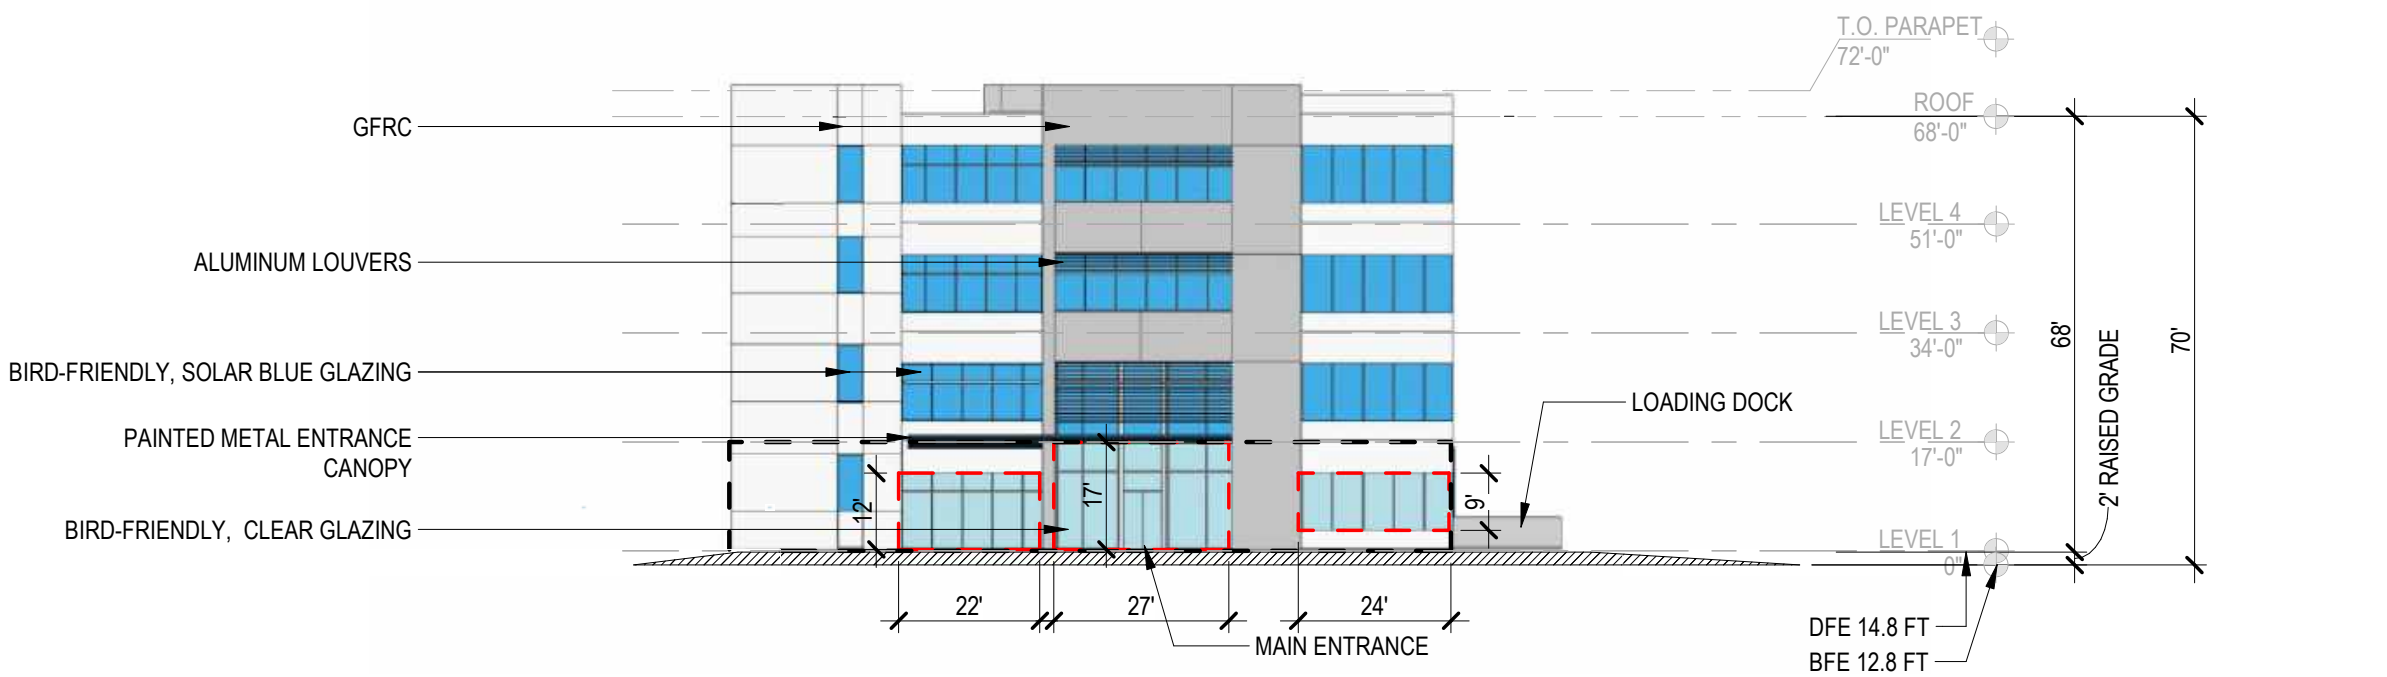 T.O. PARAPET
72'-0"
ROOF
68'-0"
GFRC
LEVEL 4
51'-0"
ALUMINUM LOUVERS
LEVEL 3
34'-0"
68'
70'
BIRD-FRIENDLY, SOLAR BLUE GLAZING
2' RAISED GRADE
LOADING DOCK
PAINTED METAL ENTRANCE
CANOPY
LEVEL 2
17'-0"
12'
17'
9'
BIRD-FRIENDLY, CLEAR GLAZING
LEVEL 1
0"
22'
27'
24'
MAIN ENTRANCE
DFE 14.8 FT
BFE 12.8 FT